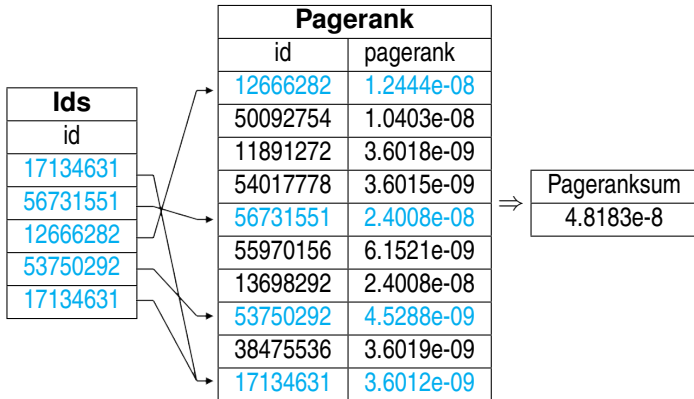 Ids
id
17134631
56731551
12666282
53750292
17134631
Pagerank
id pagerank
12666282 1.2444e-08
50092754 1.0403e-08
11891272 3.6018e-09
54017778 3.6015e-09
56731551 2.4008e-08
55970156 6.1521e-09
13698292 2.4008e-08
53750292 4.5288e-09
38475536 3.6019e-09
17134631 3.6012e-09
⇒
Pageranksum
4.8183e-8